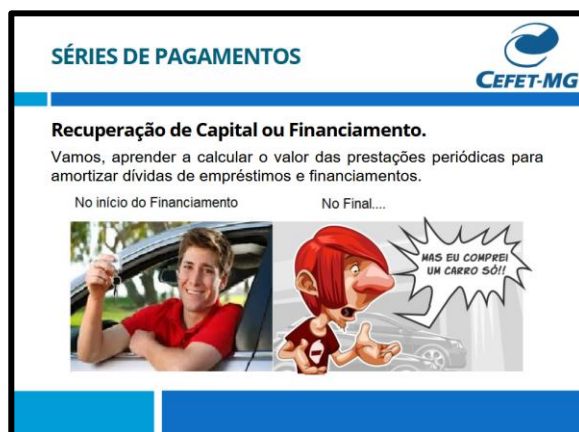 SÉRIES DE PAGAMENTOS
CEFET-MG
Recuperação de Capital ou Financiamento.
Vamos, aprender a calcular o valor das prestações periódicas para
amortizar dívidas de empréstimos e financiamentos.
No início do Financiamento
No Final....
MAS EU COMPREI
UM CARRO SÓ!!